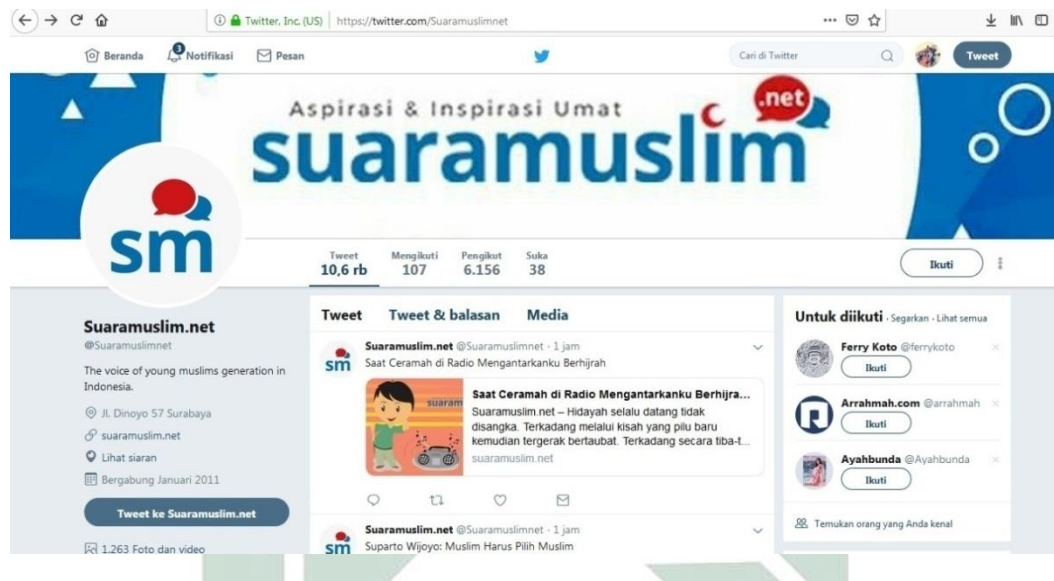 Twitter, Inc. (US) https://twitter.com/Suaramuslimnet
Beranda 3 Notifikasi Pesan Cari di Twitter Tweet
Aspirasi & Inspirasi Umat
suaramuslim .net
sm
Tweet Mengikuti Pengikut Suka
10,6 rb 107 6.156 38
Ikuti
Suaramuslim.net
@Suaramuslimnet
The voice of young muslims generation in
Indonesia.
Jl. Dinoyo 57 Surabaya
suaramuslim.net
Lihat siaran
Bergabung Januari 2011
Tweet ke Suaramuslim.net
1.263 Foto dan video
Tweet Tweet & balasan Media
sm
Suaramuslim.net @Suaramuslimnet · 1 jam
Saat Ceramah di Radio Mengantarkanku Berhijrah
suaram
Saat Ceramah di Radio Mengantarkanku Berhijra...
Suaramuslim.net – Hidayah selalu datang tidak
disangka. Terkadang melalui kisah yang pilu baru
kemudian tergerak bertaubat. Terkadang secara tiba-t...
suaramuslim.net
sm
Suaramuslim.net @Suaramuslimnet · 1 jam
Suparto Wijoyo: Muslim Harus Pilih Muslim
Untuk diikuti · Segarkan · Lihat semua
Ferry Koto @ferrykoto
Ikuti
Arrahmah.com @arrahmah
Ikuti
Ayahbunda @Ayahbunda
Ikuti
Temukan orang yang Anda kenal